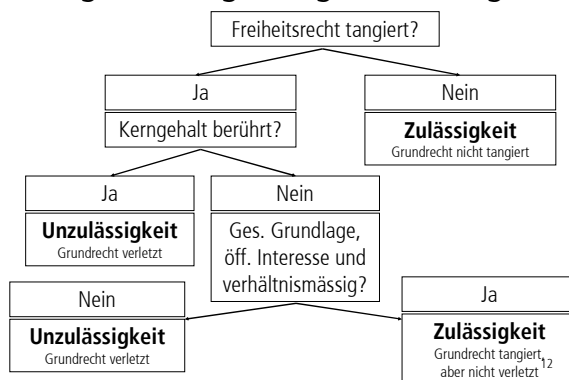 Freiheitsrecht tangiert?
Ja
Nein
Kerngehalt berührt?
Zulässigkeit
Grundrecht nicht tangiert
Ja
Nein
Unzulässigkeit
Grundrecht verletzt
Ges. Grundlage,
öff. Interesse und
verhältnismässig?
Nein
Ja
Unzulässigkeit
Grundrecht verletzt
Zulässigkeit
Grundrecht tangiert,
aber nicht verletzt
12